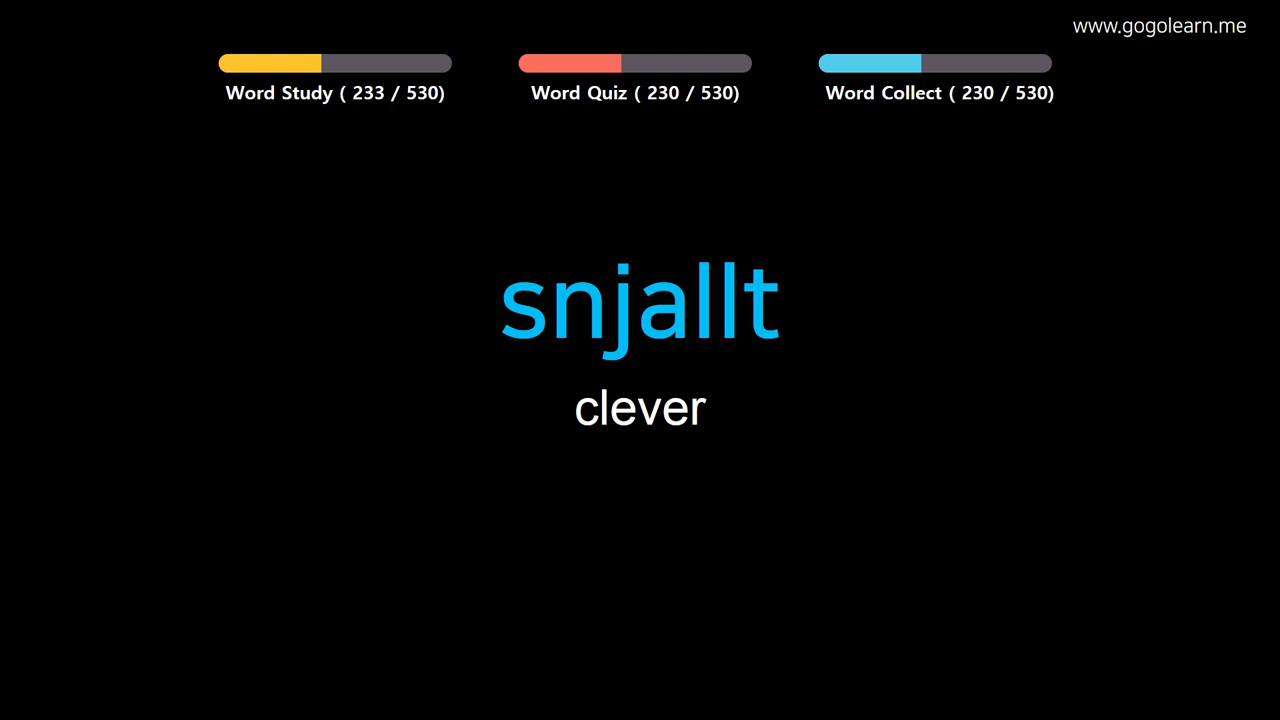 www.gogolearn.me
Word Study ( 233 / 530)
Word Quiz ( 230 / 530)
Word Collect ( 230 / 530)
snjallt
clever